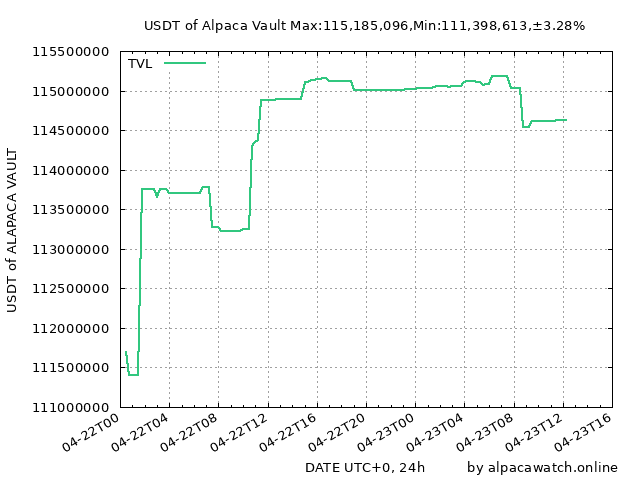 USDT of Alpaca Vault Max:115,185,096,Min:111,398,613,±3.28%
TVL
USDT of ALAPACA VAULT
115500000
115000000
114500000
114000000
113500000
113000000
112500000
112000000
111500000
111000000
04-22T00
04-22T04
04-22T08
04-22T12
04-22T16
04-22T20
04-23T00
04-23T04
04-23T08
04-23T12
04-23T16
DATE UTC+0, 24h
by alpacawatch.online